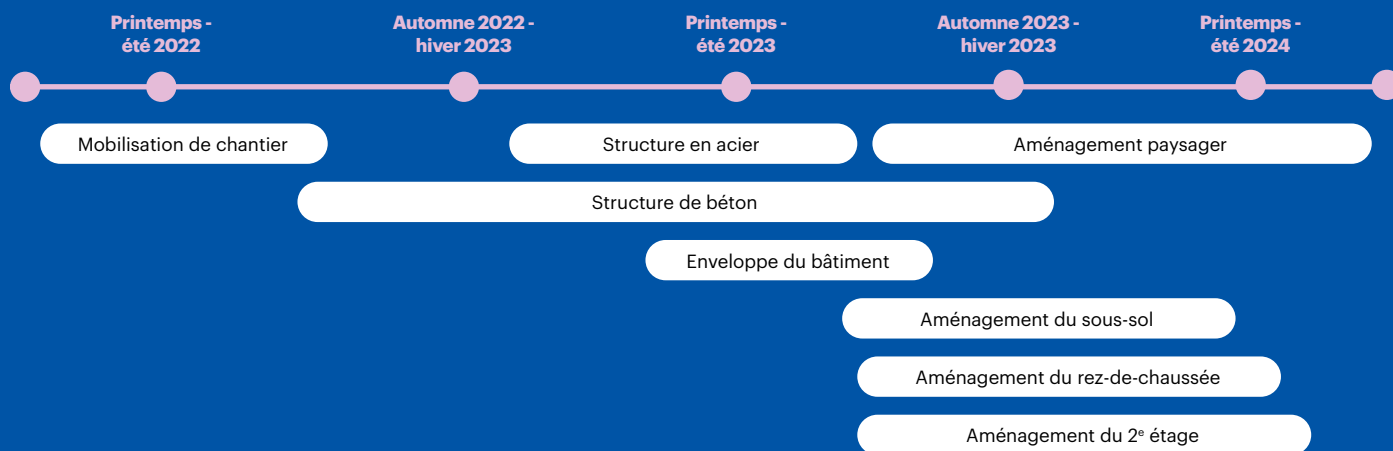 Printemps -
été 2022
Automne 2022 -
hiver 2023
Printemps -
été 2023
Automne 2023 -
hiver 2023
Printemps -
été 2024
Mobilisation de chantier
Structure en acier
Aménagement paysager
Structure de béton
Enveloppe du bâtiment
Aménagement du sous-sol
Aménagement du rez-de-chaussée
Aménagement du 2ᵉ étage